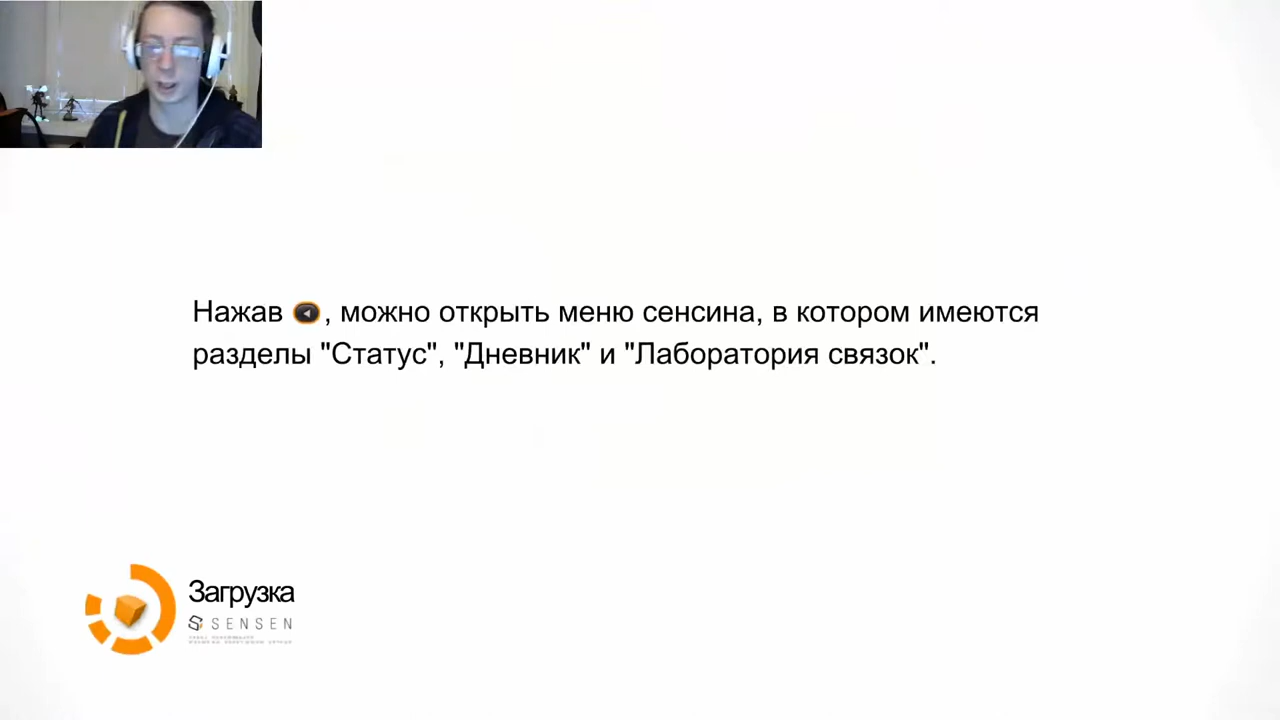 Нажав , можно открыть меню сенсина, в котором имеются
разделы "Статус", "Дневник" и "Лаборатория связок".
Загрузка
SENSEN